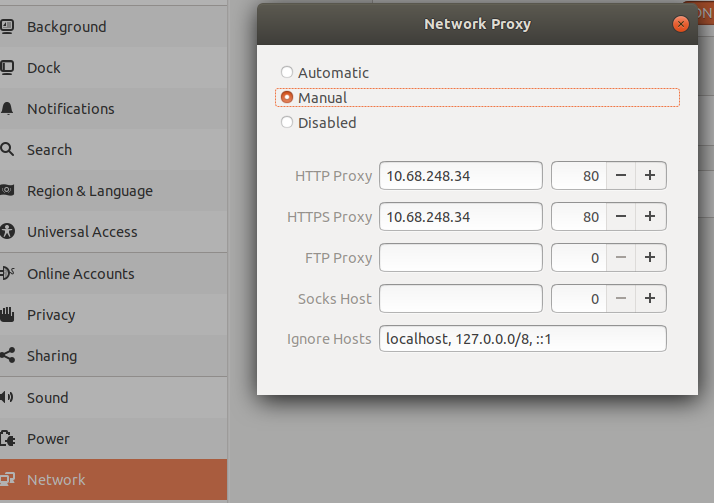 Network Proxy
ON
Background
Dock
Notifications
Search
Region & Language
Universal Access
Online Accounts
Privacy
Sharing
Sound
Power
Network
Automatic
Manual
Disabled
HTTP Proxy 10.68.248.34 80 − +
HTTPS Proxy 10.68.248.34 80 − +
FTP Proxy 0 − +
Socks Host 0 − +
Ignore Hosts localhost, 127.0.0.0/8, ::1